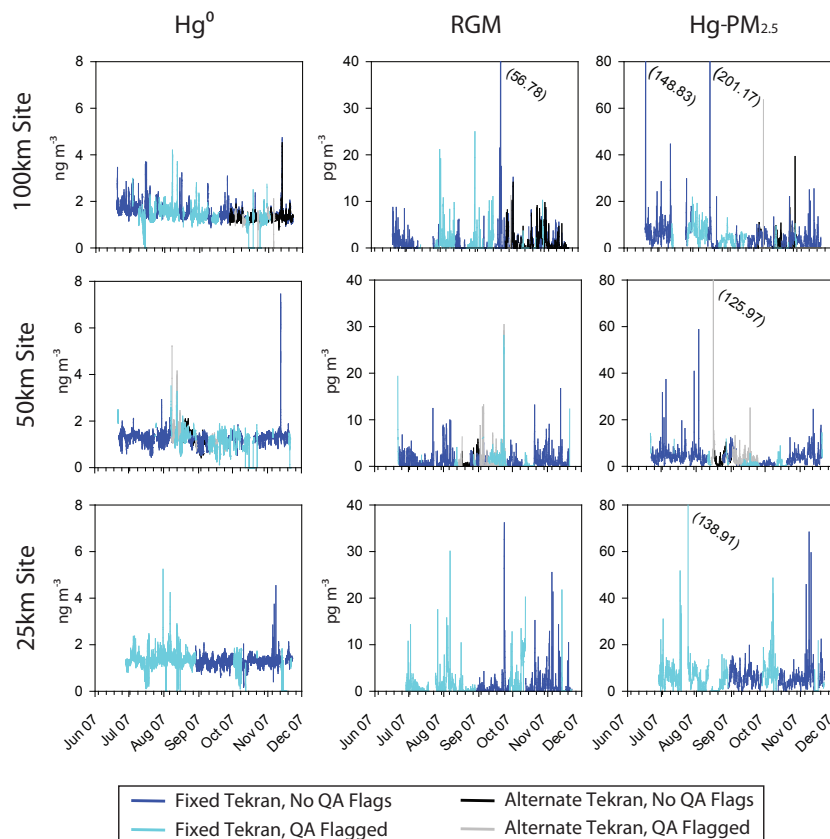 Hg⁰ RGM Hg-PM₂.₅
100km Site
ng m⁻³
8
6
4
2
0
pg m⁻³
40
30
20
10
0
(56.78)
80
60
40
20
0
(148.83)
(201.17)
50km Site
ng m⁻³
8
6
4
2
0
pg m⁻³
40
30
20
10
0
80
60
40
20
0
(125.97)
25km Site
ng m⁻³
8
6
4
2
0
pg m⁻³
40
30
20
10
0
80
60
40
20
0
(138.91)
Jun 07 Jul 07 Aug 07 Sep 07 Oct 07 Nov 07 Dec 07
Jun 07 Jul 07 Aug 07 Sep 07 Oct 07 Nov 07 Dec 07
Jun 07 Jul 07 Aug 07 Sep 07 Oct 07 Nov 07 Dec 07
Fixed Tekran, No QA Flags
Alternate Tekran, No QA Flags
Fixed Tekran, QA Flagged
Alternate Tekran, QA Flagged